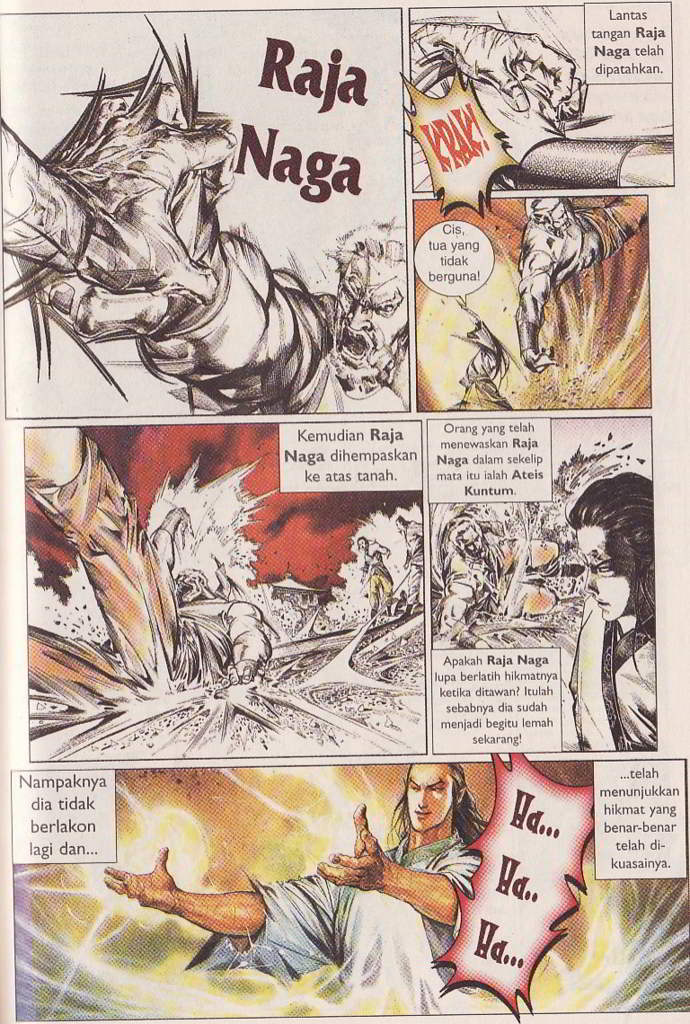 Raja
Naga
Lantas
tangan Raja
Naga telah
dipatahkan.
KRAK!
Cis,
tua yang
tidak
berguna!
Kemudian Raja
Naga dihempaskan
ke atas tanah.
Orang yang telah
menewaskan Raja
Naga dalam sekelip
mata itu ialah Ateis
Kuntum.
Apakah Raja Naga
lupa berlatih hikmatnya
ketika ditawan? Itulah
sebabnya dia sudah
menjadi begitu lemah
sekarang!
Nampaknya
dia tidak
berlakon
lagi dan...
Ha...
Ha..
Ha...
...telah
menunjukkan
hikmat yang
benar-benar
telah di-
kuasainya.